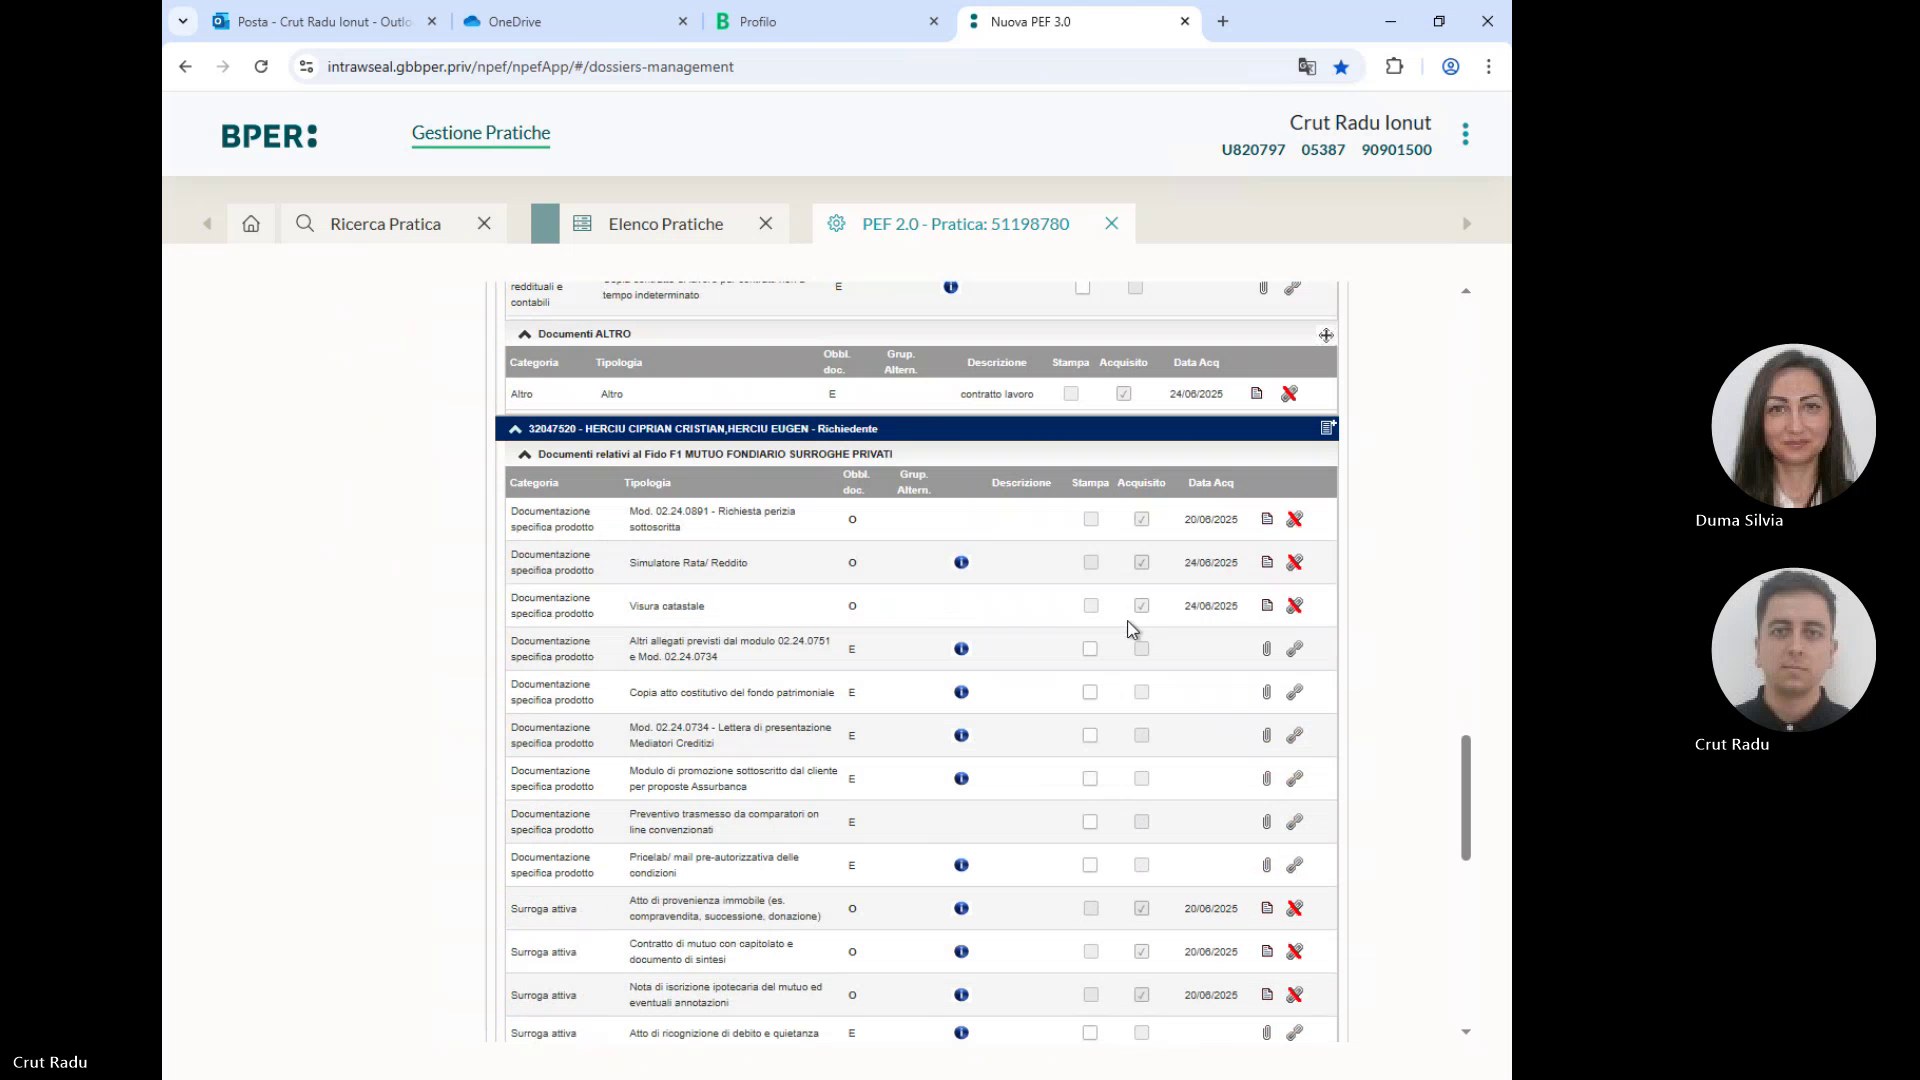 Posta - Crut Radu Ionut - Outlo
OneDrive
Profilo
Nuova PEF 3.0
intrawseal.gbbper.priv/npef/npefApp/#/dossiers-management
BPER:
Gestione Pratiche
Crut Radu Ionut
U820797 05387 90901500
Ricerca Pratica
Elenco Pratiche
PEF 2.0 - Pratica: 51198780
reddituali e
contabili
tempo indeterminato
E
Documenti ALTRO
Categoria Tipologia Obbl. doc. Grup. Altern. Descrizione Stampa Acquisito Data Acq
Altro Altro E contratto lavoro 24/06/2025
32047520 - HERCIU CIPRIAN CRISTIAN,HERCIU EUGEN - Richiedente
Documenti relativi al Fido F1 MUTUO FONDIARIO SURROGHE PRIVATI
Categoria Tipologia Obbl. doc. Grup. Altern. Descrizione Stampa Acquisito Data Acq
Documentazione specifica prodotto Mod. 02.24.0891 - Richiesta perizia sottoscritta O 20/06/2025
Documentazione specifica prodotto Simulatore Rata/ Reddito O 24/06/2025
Documentazione specifica prodotto Visura catastale O 24/06/2025
Documentazione specifica prodotto Altri allegati previsti dal modulo 02.24.0751 e Mod. 02.24.0734 E
Documentazione specifica prodotto Copia atto costitutivo del fondo patrimoniale E
Documentazione specifica prodotto Mod. 02.24.0734 - Lettera di presentazione Mediatori Creditizi E
Documentazione specifica prodotto Modulo di promozione sottoscritto dal cliente per proposte Assurbanca E
Documentazione specifica prodotto Preventivo trasmesso da comparatori on line convenzionati E
Documentazione specifica prodotto Pricelab/ mail pre-autorizzativa delle condizioni E
Surroga attiva Atto di provenienza immobile (es. compravendita, successione, donazione) O 20/06/2025
Surroga attiva Contratto di mutuo con capitolato e documento di sintesi O 20/06/2025
Surroga attiva Nota di iscrizione ipotecaria del mutuo ed eventuali annotazioni O 20/06/2025
Surroga attiva Atto di ricognizione di debito e quietanza E
Duma Silvia
Crut Radu
Crut Radu